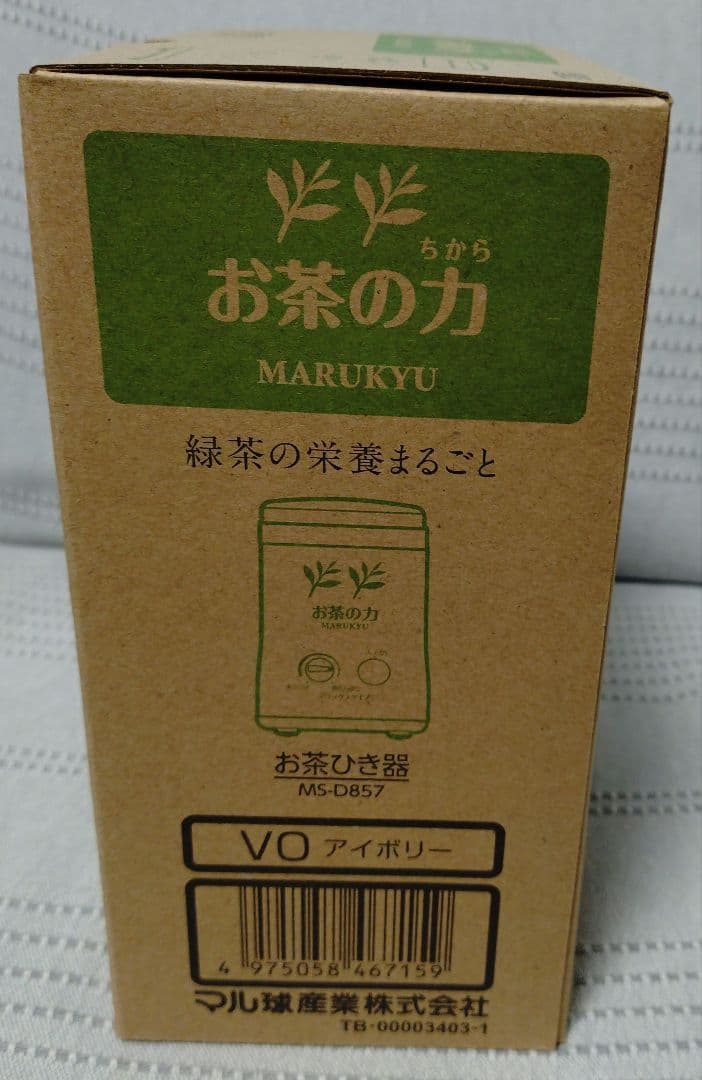 ちから
お茶の力
MARUKYU
緑茶の栄養まるごと
お茶の力
MARUKYU
お茶ひき器
MS-D857
VO アイボリー
4 975058 467159
マル球産業株式会社
TB-00003403-1